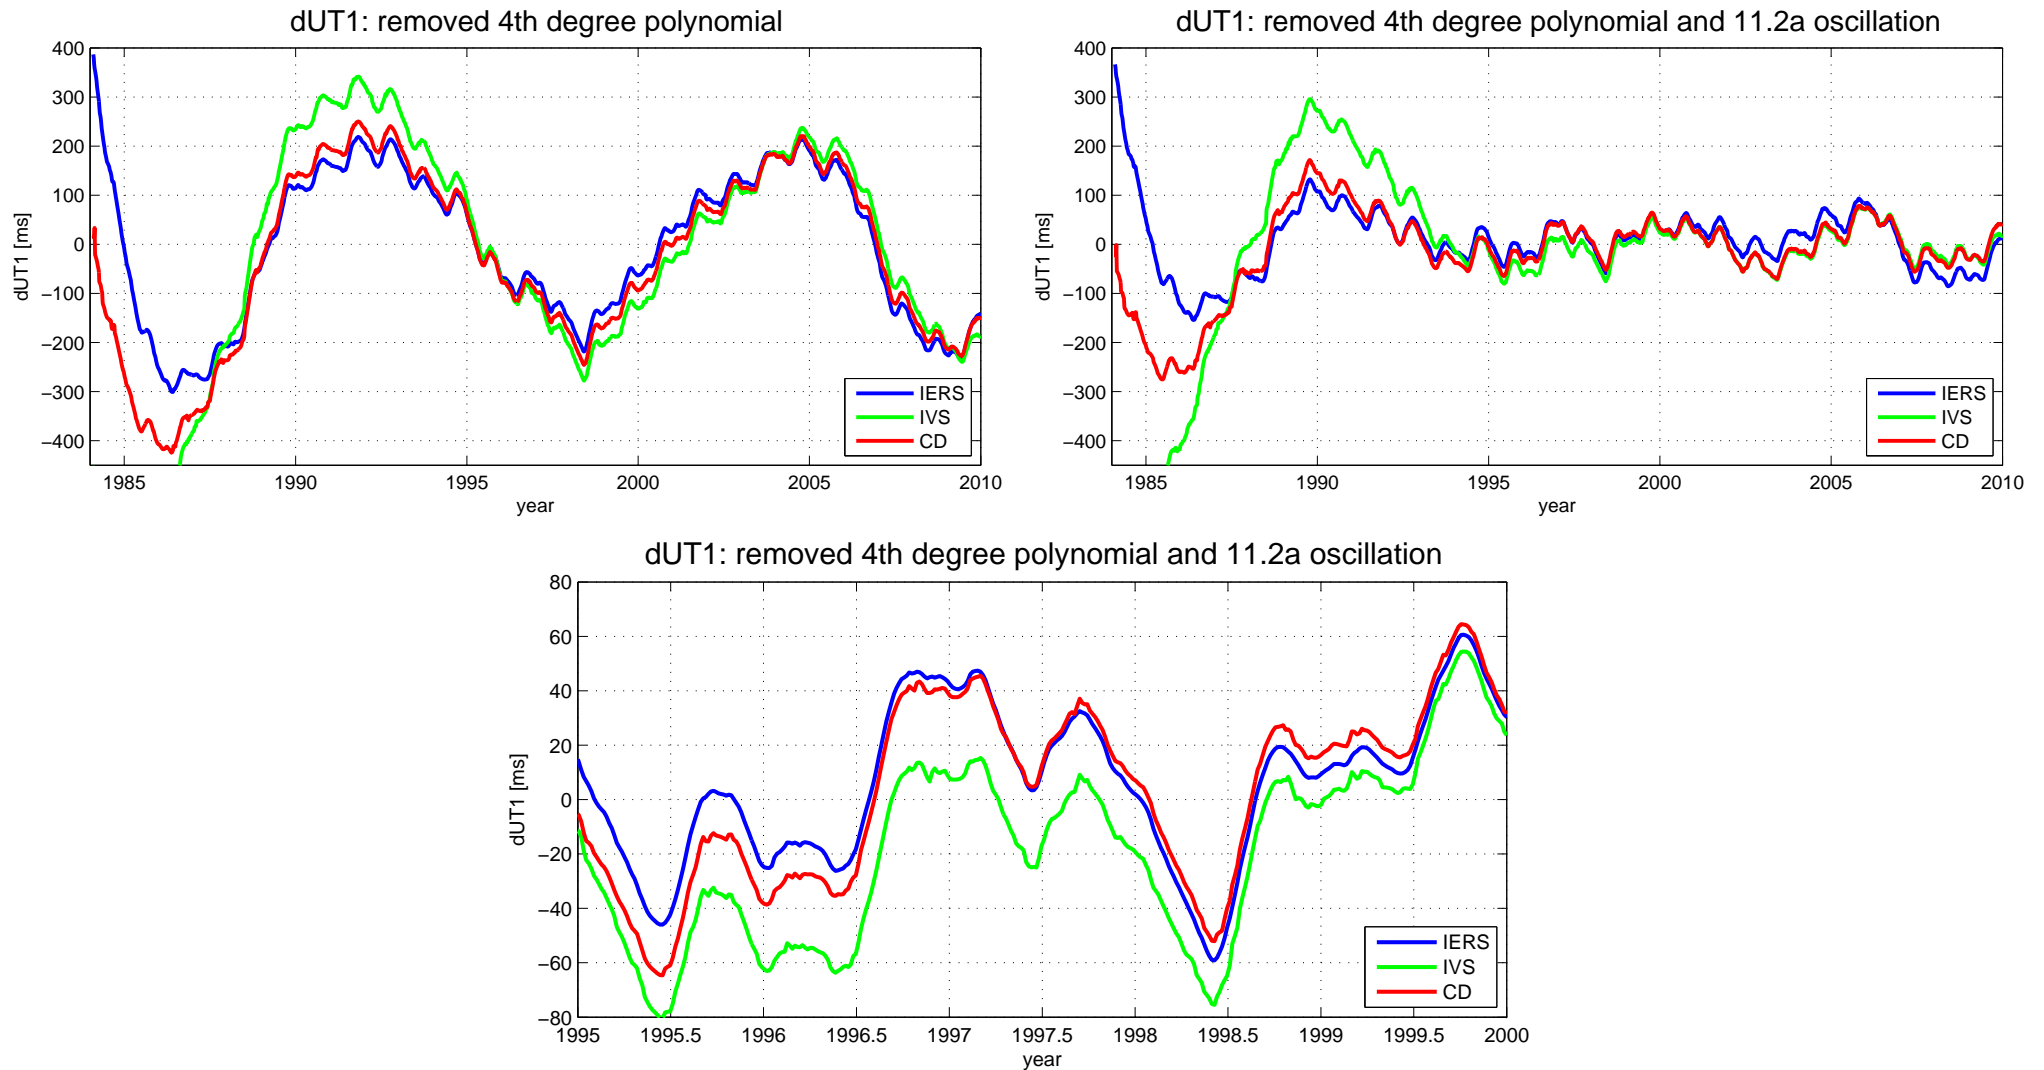 dUT1: removed 4th degree polynomial
400
300
200
100
0
−100
−200
−300
−400
dUT1 [ms]
1985
1990
1995
2000
2005
2010
year
IERS
IVS
CD
dUT1: removed 4th degree polynomial and 11.2a oscillation
400
300
200
100
0
−100
−200
−300
−400
dUT1 [ms]
1985
1990
1995
2000
2005
2010
year
IERS
IVS
CD
dUT1: removed 4th degree polynomial and 11.2a oscillation
80
60
40
20
0
−20
−40
−60
−80
dUT1 [ms]
1995
1995.5
1996
1996.5
1997
1997.5
1998
1998.5
1999
1999.5
2000
year
IERS
IVS
CD